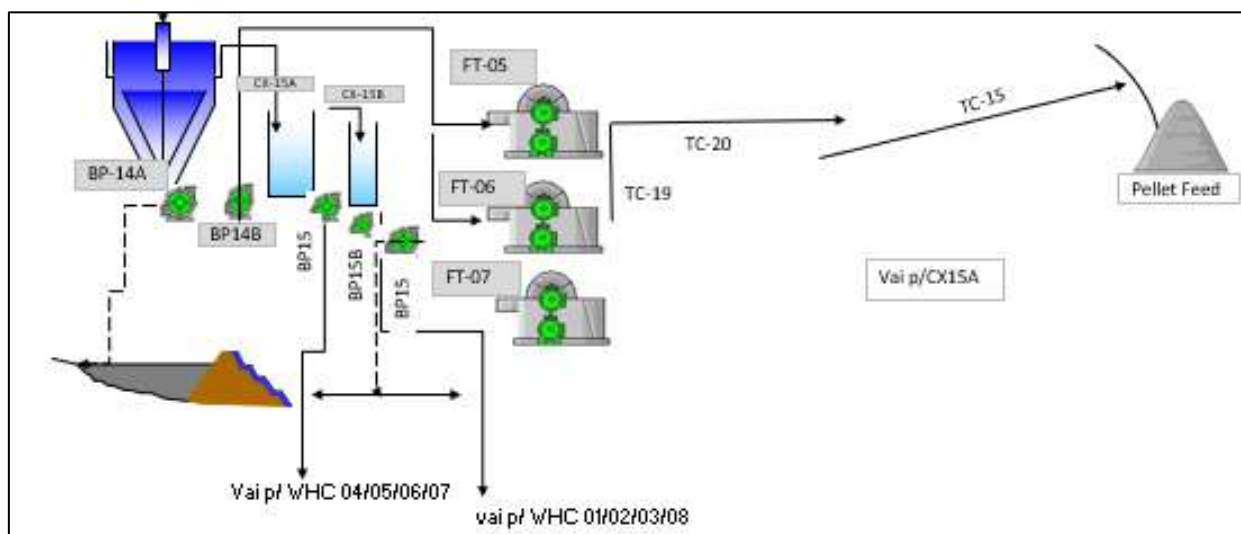 CX-15A
CX-15B
FT-05
TC-15
TC-20
BP-14A
FT-06
TC-19
Pellet Feed
BP14B
BP15
BP15B
BP15
FT-07
Vai p/CX15A
Vai p/ WHC 04/05/06/07
vai p/ WHC 01/02/03/08